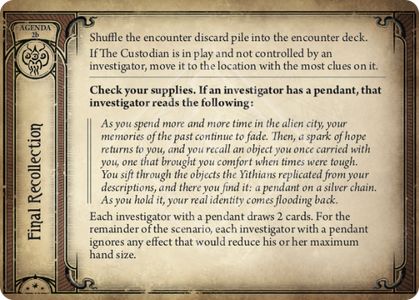 AGENDA
2b
Final Recollection
Shuffle the encounter discard pile into the encounter deck.
If The Custodian is in play and not controlled by an
investigator, move it to the location with the most clues on it.
Check your supplies. If an investigator has a pendant, that
investigator reads the following:
As you spend more and more time in the alien city, your
memories of the past continue to fade. Then, a spark of hope
returns to you, and you recall an object you once carried with
you, one that brought you comfort when times were tough.
You sift through the objects the Yithians replicated from your
descriptions, and there you find it: a pendant on a silver chain.
As you hold it, your real identity comes flooding back.
Each investigator with a pendant draws 2 cards. For the
remainder of the scenario, each investigator with a pendant
ignores any effect that would reduce his or her maximum
hand size.